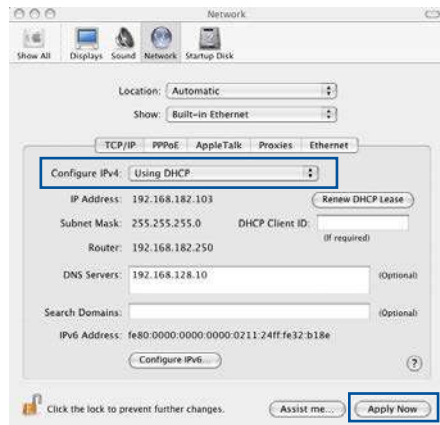 Network
Show All Displays Sound Network Startup Disk
Location: Automatic
Show: Built-in Ethernet
TCP/IP PPPoE AppleTalk Proxies Ethernet
Configure IPv4: Using DHCP
IP Address: 192.168.182.103 Renew DHCP Lease
Subnet Mask: 255.255.255.0 DHCP Client ID:
(If required)
Router: 192.168.182.250
DNS Servers: 192.168.128.10 (Optional)
Search Domains: (Optional)
IPv6 Address: fe80:0000:0000:0000:0211:24ff:fe32:b18e
Configure IPv6... ?
Click the lock to prevent further changes. Assist me... Apply Now